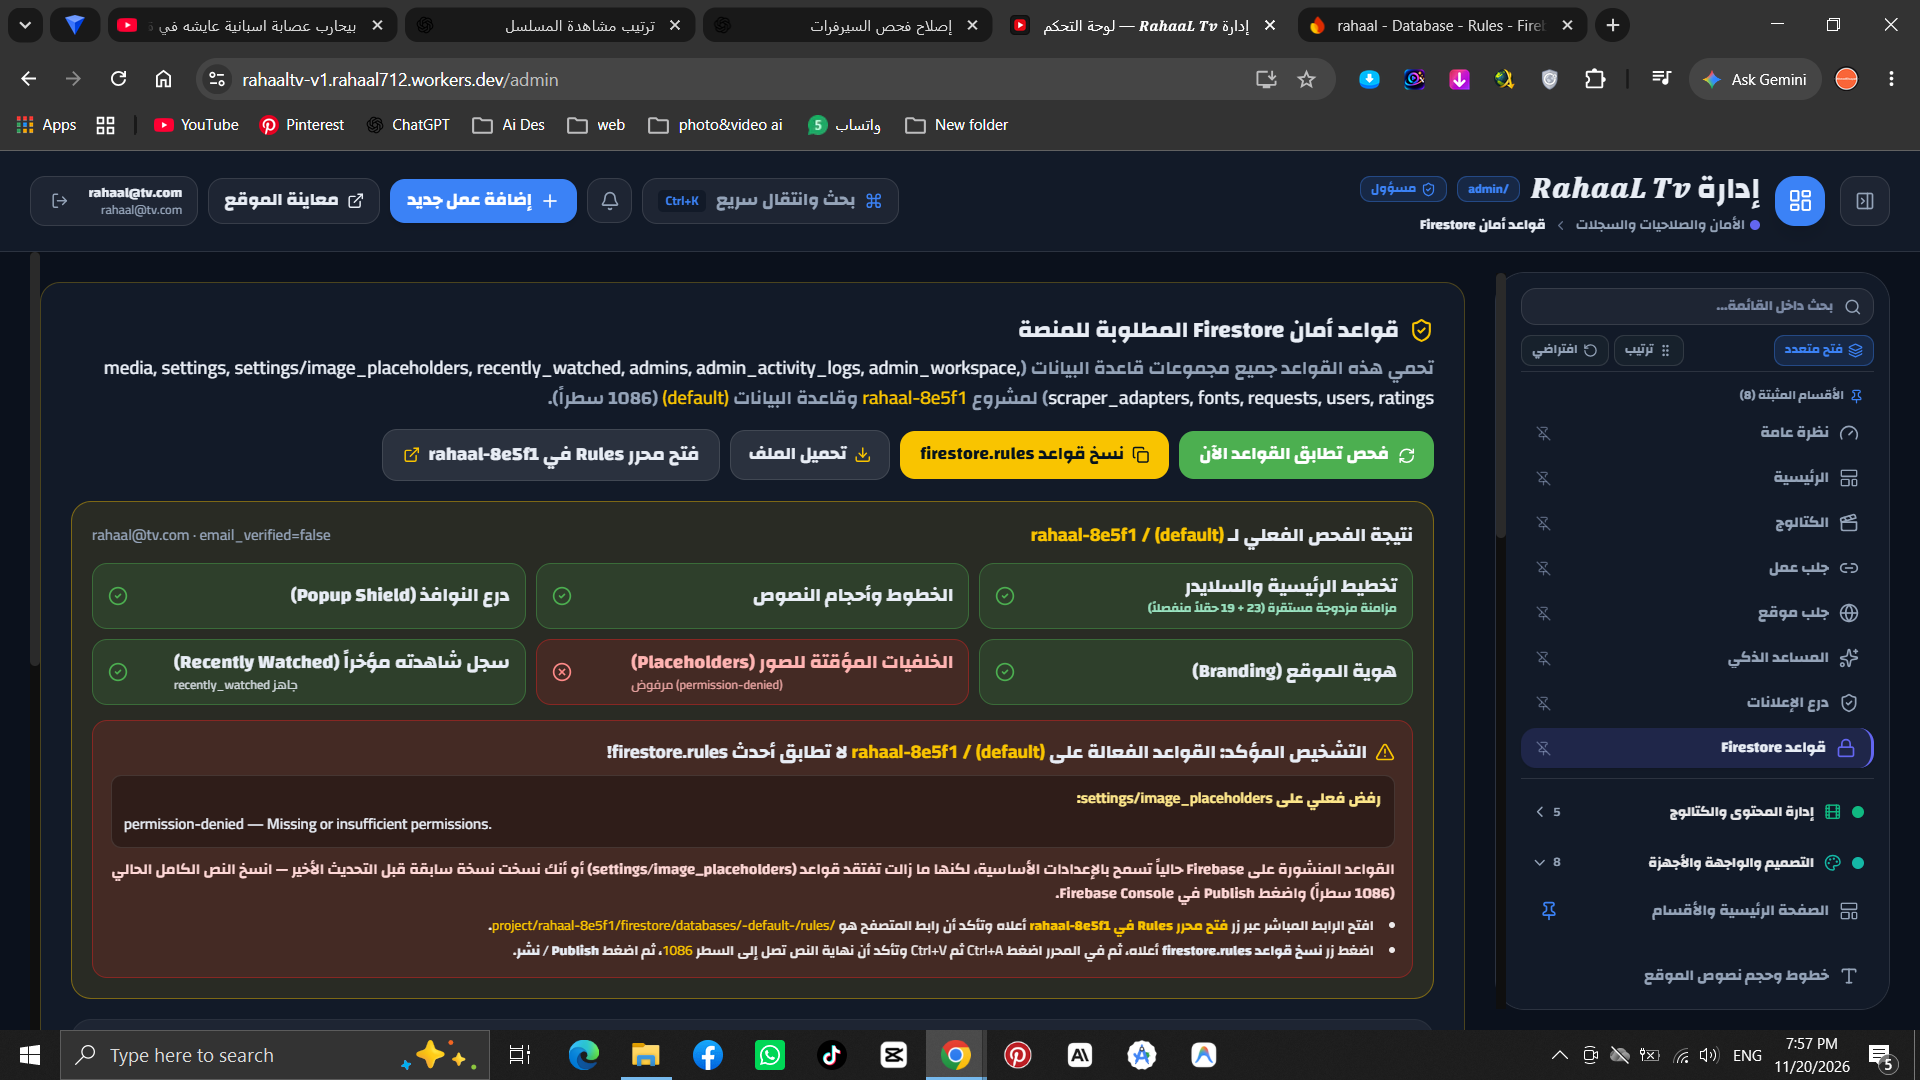 بيحارب عصابة اسبانية عايشه في ة
ترتيب مشاهدة المسلسل
إصلاح فحص السيرفرات
إدارة RahaaL Tv — لوحة التحكم
rahaal - Database - Rules - Fire
rahaaltv-v1.rahaal712.workers.dev/admin
Ask Gemini
Apps
YouTube
Pinterest
ChatGPT
Ai Des
web
photo&video ai
5
واتساب
New folder
إدارة RahaaL Tv
/admin
مسؤول
الأمان والصلاحيات والسجلات
قواعد أمان Firestore
بحث وانتقال سريع
Ctrl+K
إضافة عمل جديد
معاينة الموقع
rahaal@tv.com
rahaal@tv.com
بحث داخل القائمة...
فتح متعدد
ترتيب
افتراضي
الأقسام المثبتة (8)
نظرة عامة
الرئيسية
الكتالوج
جلب عمل
جلب موقع
المساعد الذكي
درع الإعلانات
قواعد Firestore
إدارة المحتوى والكتالوج
5
التصميم والواجهة والأجهزة
8
الصفحة الرئيسية والأقسام
خطوط وحجم نصوص الموقع
قواعد أمان Firestore المطلوبة للمنصة
تحمي هذه القواعد جميع مجموعات قاعدة البيانات (media, settings, settings/image_placeholders, recently_watched, admins, admin_activity_logs, admin_workspace,
scraper_adapters, fonts, requests, users, ratings) لمشروع rahaal-8e5f1 وقاعدة البيانات (default) (1086 سطراً).
فحص تطابق القواعد الآن
نسخ قواعد firestore.rules
تحميل الملف
فتح محرر Rules في rahaal-8e5f1
نتيجة الفحص الفعلي لـ rahaal-8e5f1 / (default)
rahaal@tv.com · email_verified=false
تخطيط الرئيسية والسلايدر
مزامنة مزدوجة مستقرة (23 + 19 حقلاً منفصلاً)
الخطوط وأحجام النصوص
درع النوافذ (Popup Shield)
هوية الموقع (Branding)
الخلفيات المؤقتة للصور (Placeholders)
مرفوض (permission-denied)
سجل شاهدته مؤخراً (Recently Watched)
جاهز recently_watched
التشخيص المؤكد: القواعد الفعالة على rahaal-8e5f1 / (default) لا تطابق أحدث firestore.rules!
رفض فعلي على settings/image_placeholders:
permission-denied — Missing or insufficient permissions.
القواعد المنشورة على Firebase حالياً تسمح بالإعدادات الأساسية، لكنها ما زالت تفتقد قواعد (settings/image_placeholders) أو أنك نسخت نسخة سابقة قبل التحديث الأخير — انسخ النص الكامل الحالي
(1086 سطراً) واضغط Publish في Firebase Console.
• افتح الرابط المباشر عبر زر فتح محرر Rules في rahaal-8e5f1 أعلاه وتأكد أن رابط المتصفح هو project/rahaal-8e5f1/firestore/databases/-default-/rules/.
• اضغط زر نسخ قواعد firestore.rules أعلاه، ثم في المحرر اضغط Ctrl+A ثم Ctrl+V وتأكد أن نهاية النص تصل إلى السطر 1086، ثم اضغط Publish / نشر.
Type here to search
ENG
7:57 PM
11/20/2026
5